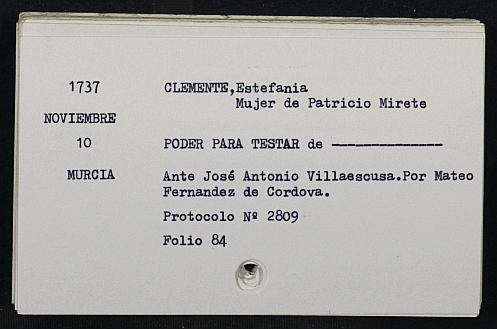 1737 CLEMENTE,Estefania
Mujer de Patricio Mirete
NOVIEMBRE
10 PODER PARA TESTAR de --------------
MURCIA Ante José Antonio Villaescusa.Por Mateo
Fernandez de Cordova.
Protocolo Nº 2809
Folio 84